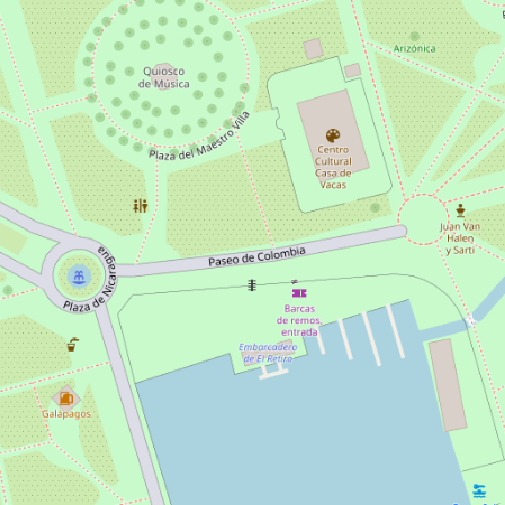 Arizónica
Quiosco
de Música
Plaza del Maestro Villa
Centro
Cultural
Casa de
Vacas
Juan Van
Halen
y Sarti
Paseo de Colombia
Plaza de Nicaragua
Barcas
de remos,
entrada
Embarcadero
de El Retiro
Galápagos